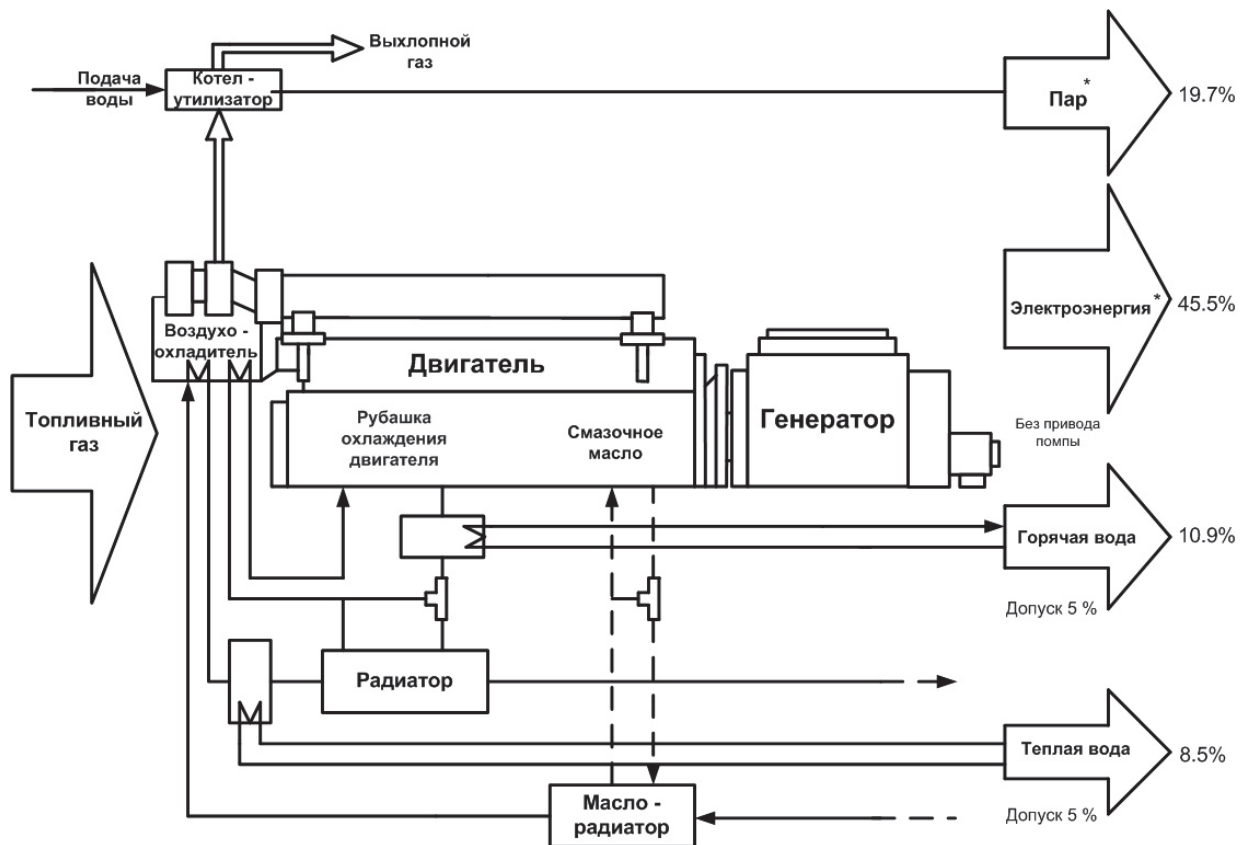 Выхлопной
газ
Подача
воды
Котел -
утилизатор
Пар*
19.7%
Воздухо -
охладитель
Двигатель
Электроэнергия*
45.5%
Топливный
газ
Рубашка
охлаждения
двигателя
Смазочное
масло
Генератор
Без привода
помпы
Горячая вода
10.9%
Допуск 5 %
Радиатор
Теплая вода
8.5%
Масло -
радиатор
Допуск 5 %